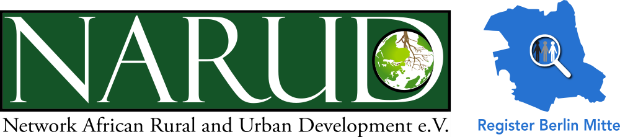 NARUD
Network African Rural and Urban Development e.V.
Register Berlin Mitte